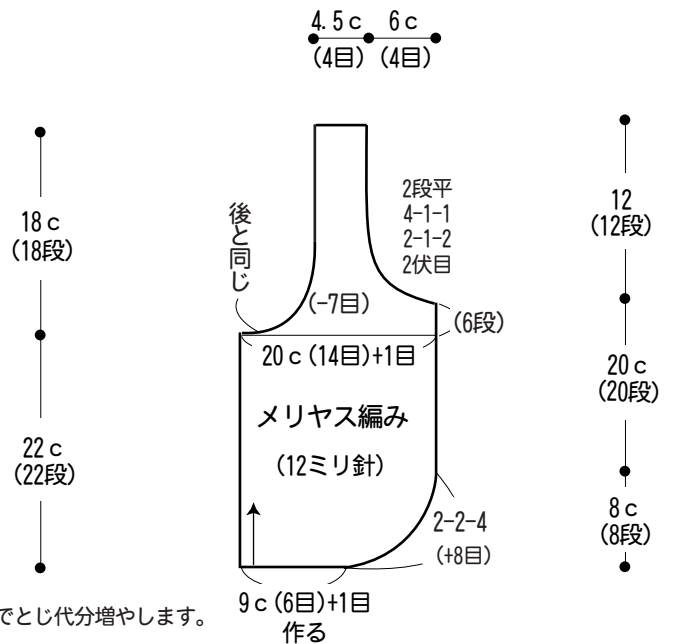 4.5c 6c
(4目) (4目)
18c
(18段)
22c
(22段)
後と同じ
2段平
4-1-1
2-1-2
2伏目
(-7目)
(6段)
20c(14目)+1目
メリヤス編み
(12ミリ針)
2-2-4
(+8目)
9c(6目)+1目
作る
12
(12段)
20c
(20段)
8c
(8段)
でとじ代分増やします。